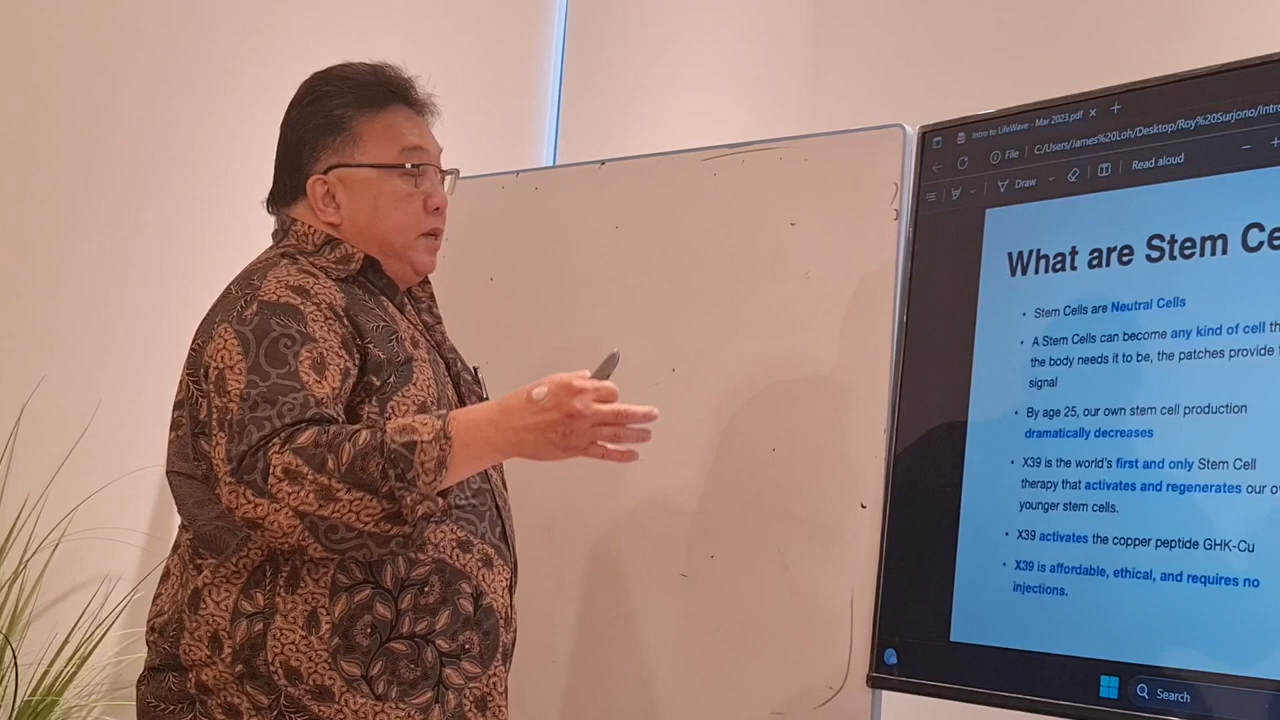 Intro to LifeWave - Mar 2023.pdf
File C:/Users/James%20Loh/Desktop/Roy%20Surjono/Intro
Draw Read aloud
What are Stem Ce
• Stem Cells are Neutral Cells
• A Stem Cells can become any kind of cell th
the body needs it to be, the patches provide
signal
• By age 25, our own stem cell production
dramatically decreases
• X39 is the world's first and only Stem Cell
therapy that activates and regenerates our o
younger stem cells.
• X39 activates the copper peptide GHK-Cu
• X39 is affordable, ethical, and requires no
injections.
Search